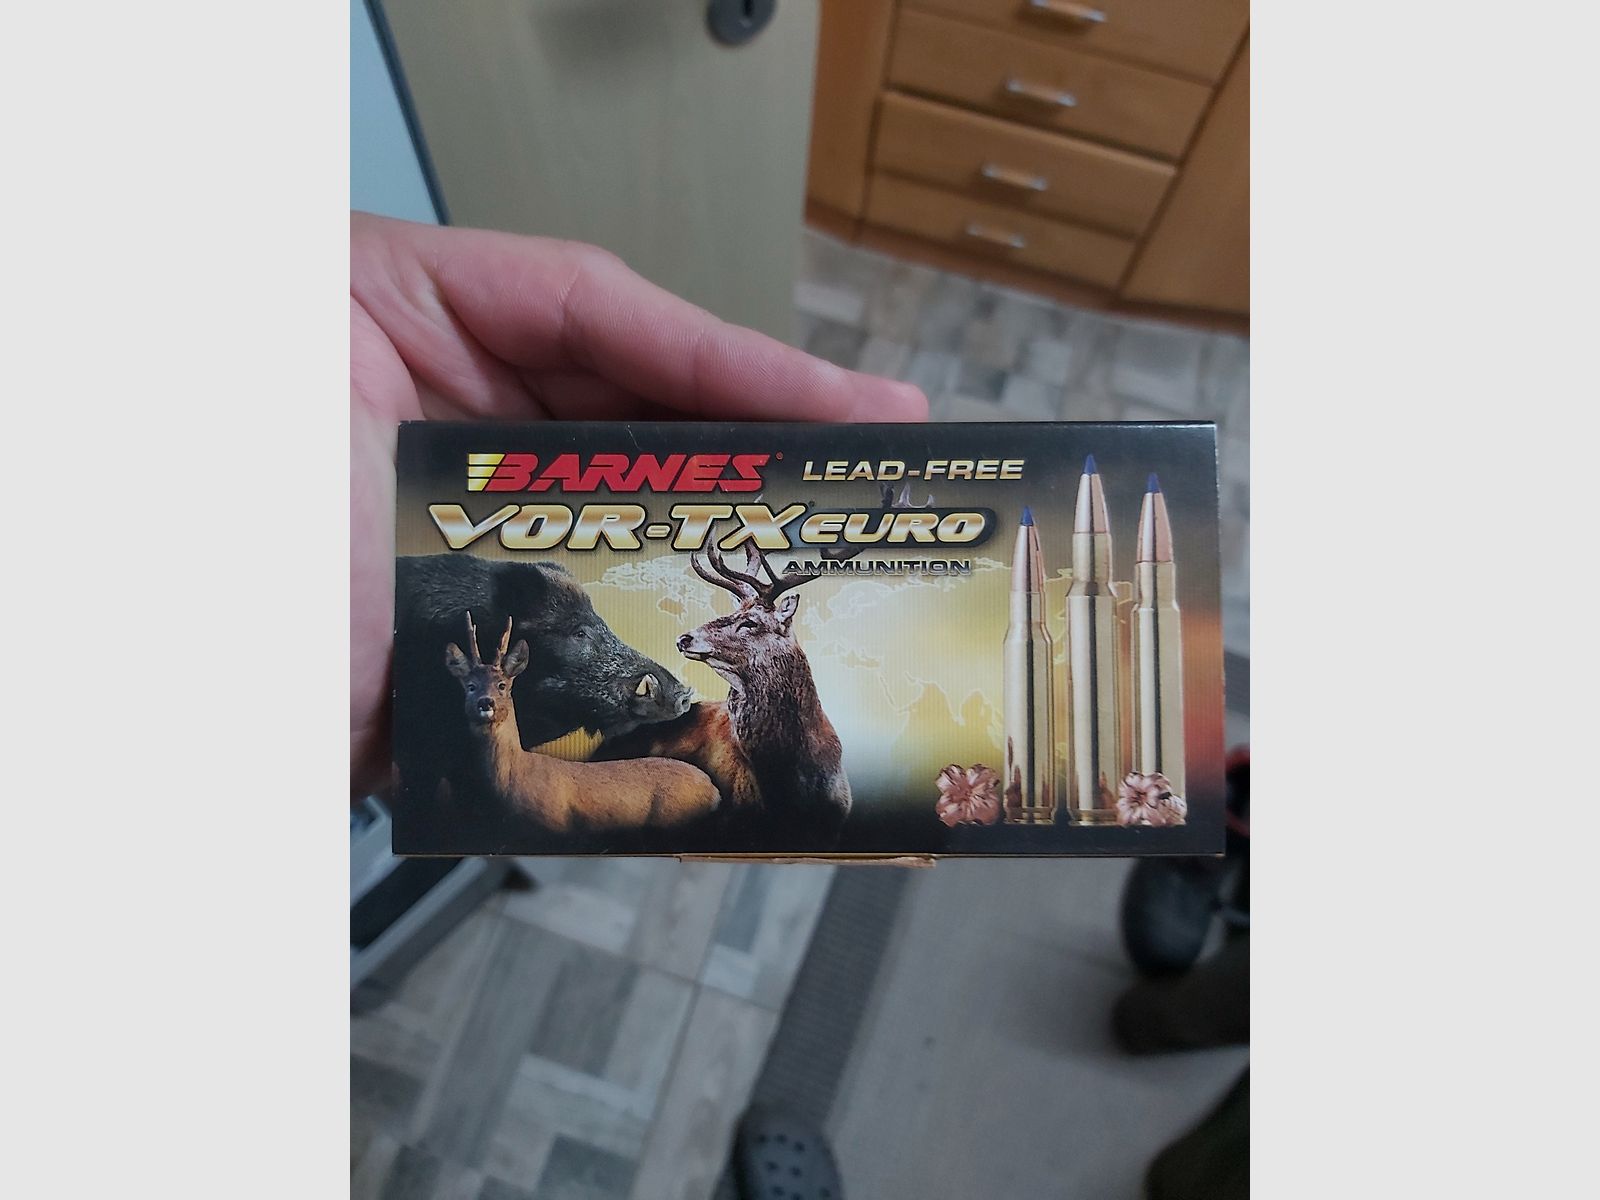 BARNES® LEAD-FREE
VOR-TX® EURO
AMMUNITION